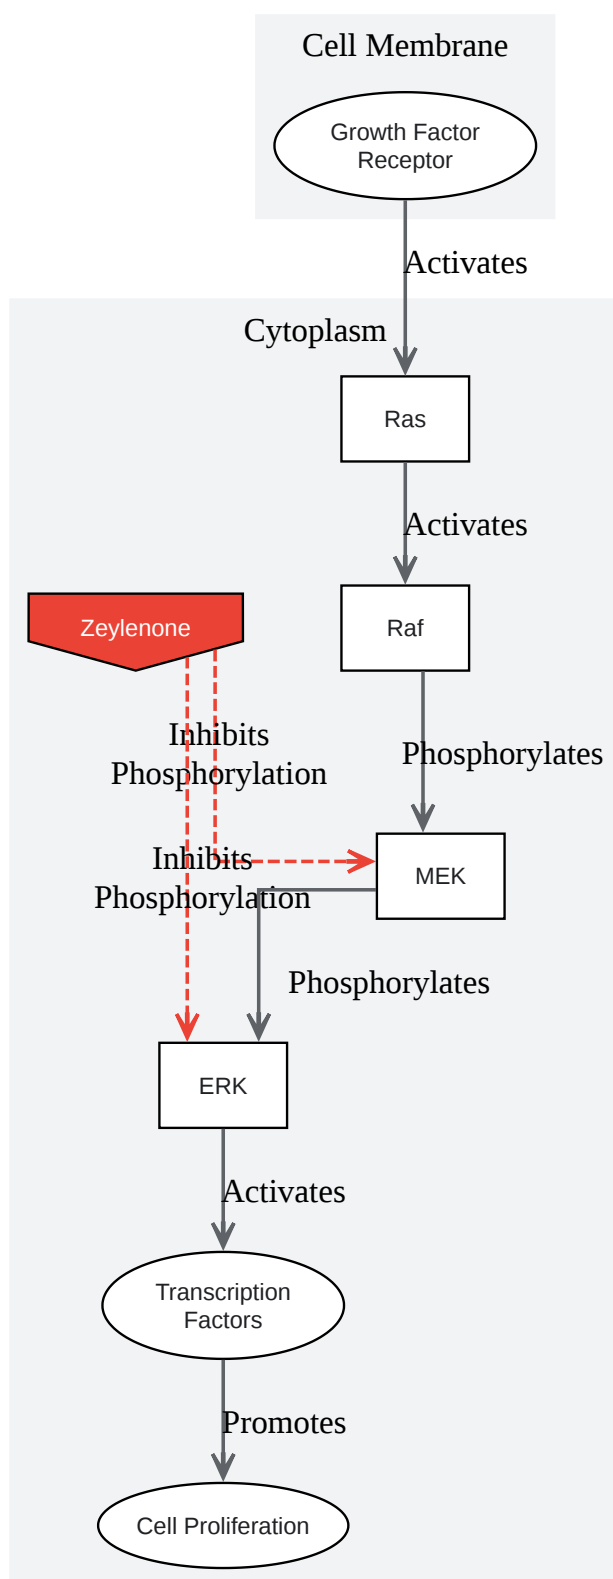 Cell Membrane
Growth Factor
Receptor
Activates
Cytoplasm
Ras
Activates
Zeylenone
Raf
Inhibits
Phosphorylation
Phosphorylates
Inhibits
Phosphorylation
MEK
Phosphorylates
ERK
Activates
Transcription
Factors
Promotes
Cell Proliferation